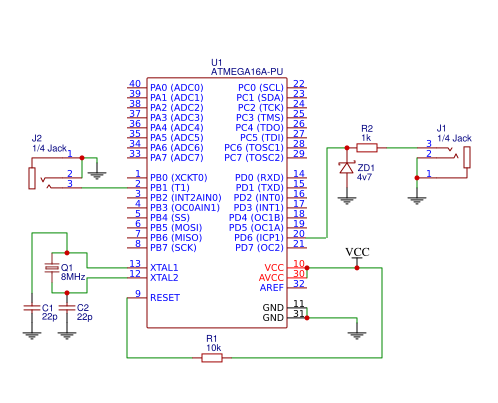 U1
ATMEGA16A-PU
40 PA0 (ADC0) PC0 (SCL) 22
39 PA1 (ADC1) PC1 (SDA) 23
38 PA2 (ADC2) PC2 (TCK) 24
37 PA3 (ADC3) PC3 (TMS) 25
36 PA4 (ADC4) PC4 (TDO) 26
35 PA5 (ADC5) PC5 (TDI) 27
34 PA6 (ADC6) PC6 (TOSC1) 28
33 PA7 (ADC7) PC7 (TOSC2) 29
1 PB0 (XCKT0) PD0 (RXD) 14
2 PB1 (T1) PD1 (TXD) 15
3 PB2 (INT2AIN0) PD2 (INT0) 16
4 PB3 (OC0AIN1) PD3 (INT1) 17
5 PB4 (SS) PD4 (OC1B) 18
6 PB5 (MOSI) PD5 (OC1A) 19
7 PB6 (MISO) PD6 (ICP1) 20
8 PB7 (SCK) PD7 (OC2) 21
13 XTAL1 VCC 10
12 XTAL2 AVCC 30
AREF 32
9 RESET
GND 11
GND 31
J2
1/4 Jack
1
2
3
R2
1k
J1
1/4 Jack
3
2
1
ZD1
4v7
VCC
Q1
8MHz
C1
22p
C2
22p
R1
10k